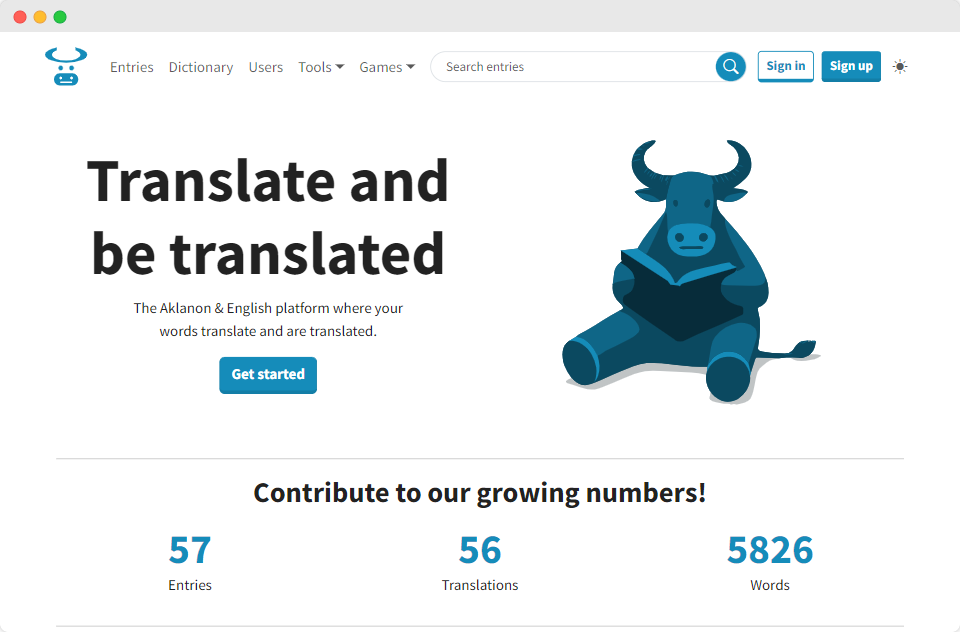 Entries Dictionary Users Tools Games Search entries Sign in Sign up
Translate and
be translated
The Aklanon & English platform where your
words translate and are translated.
Get started
Contribute to our growing numbers!
57 56 5826
Entries Translations Words